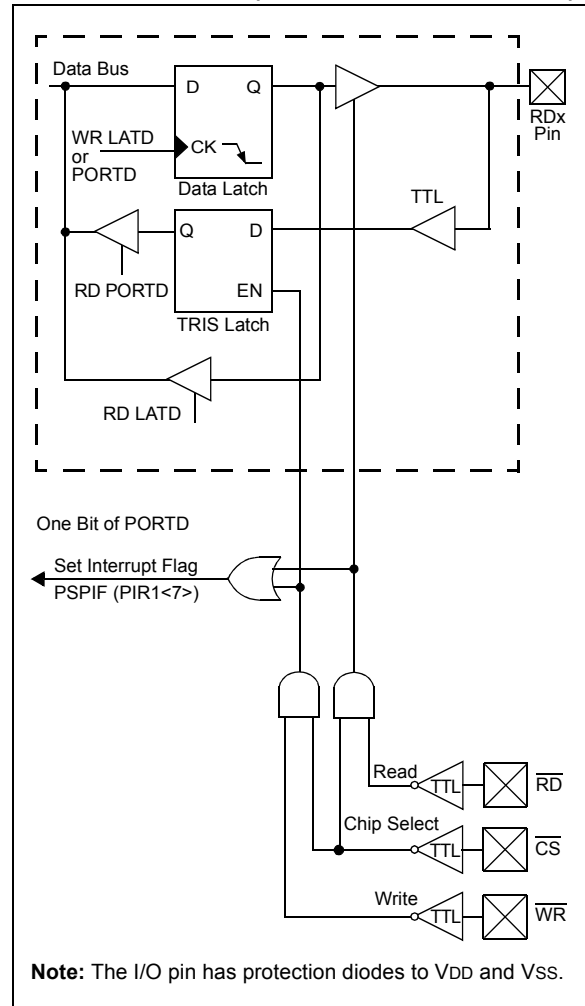 Data Bus
D Q
RDx
Pin
WR LATD
or
PORTD
CK
Data Latch
TTL
Q D
RD PORTD
EN
TRIS Latch
RD LATD
One Bit of PORTD
Set Interrupt Flag
PSPIF (PIR1<7>)
Read
TTL
RD
Chip Select
TTL
CS
Write
TTL
WR
Note: The I/O pin has protection diodes to VDD and VSS.